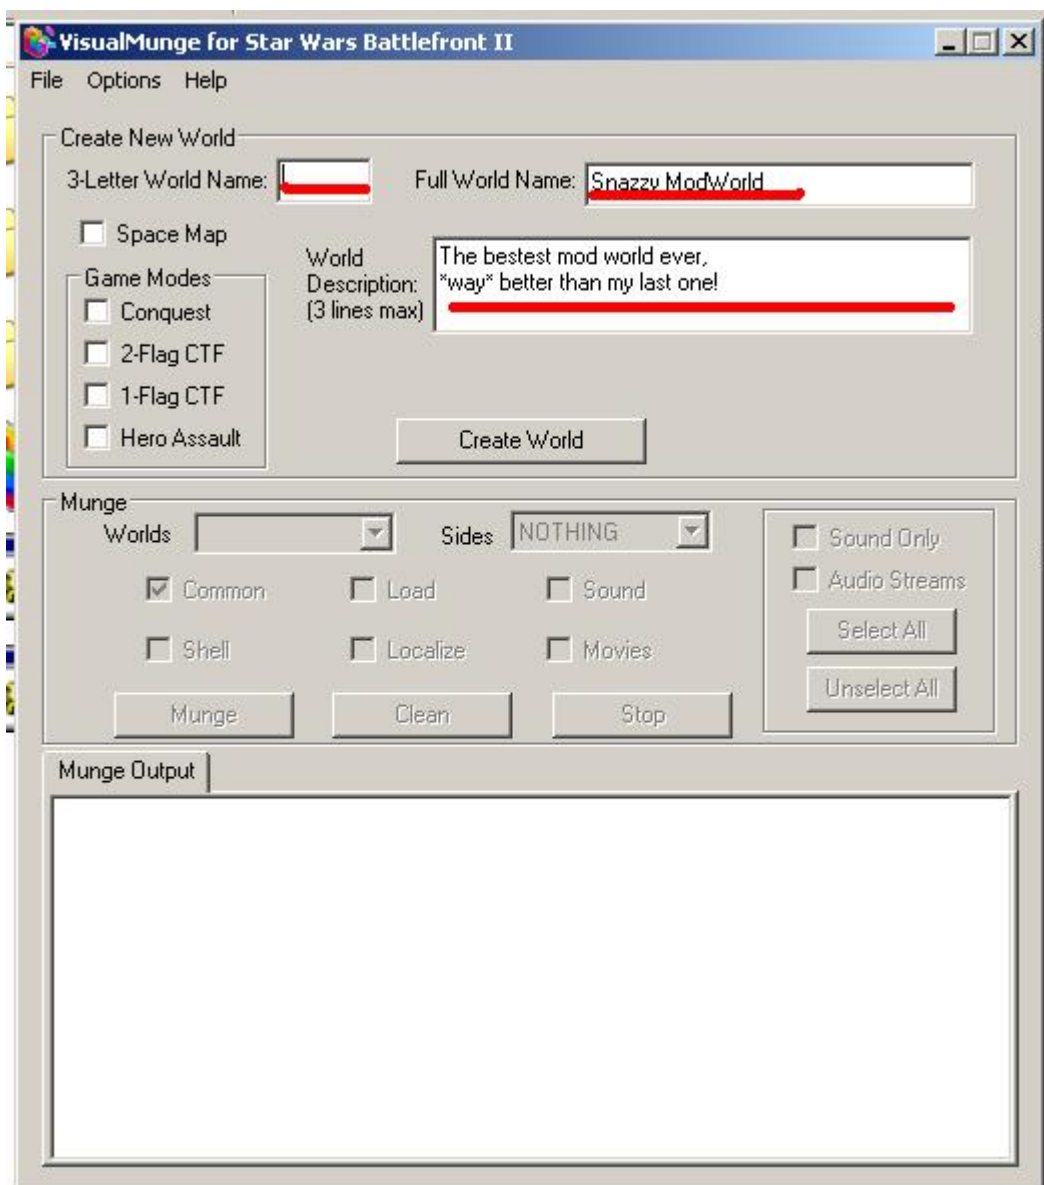 VisualMunge for Star Wars Battlefront II
File Options Help
Create New World
3-Letter World Name:
Full World Name: Snazzy ModWorld
Space Map
World
Description:
(3 lines max)
The bestest mod world ever,
*way* better than my last one!
Game Modes
Conquest
2-Flag CTF
1-Flag CTF
Hero Assault
Create World
Munge
Worlds
Sides NOTHING
Common
Load
Sound
Shell
Localize
Movies
Munge
Clean
Stop
Sound Only
Audio Streams
Select All
Unselect All
Munge Output